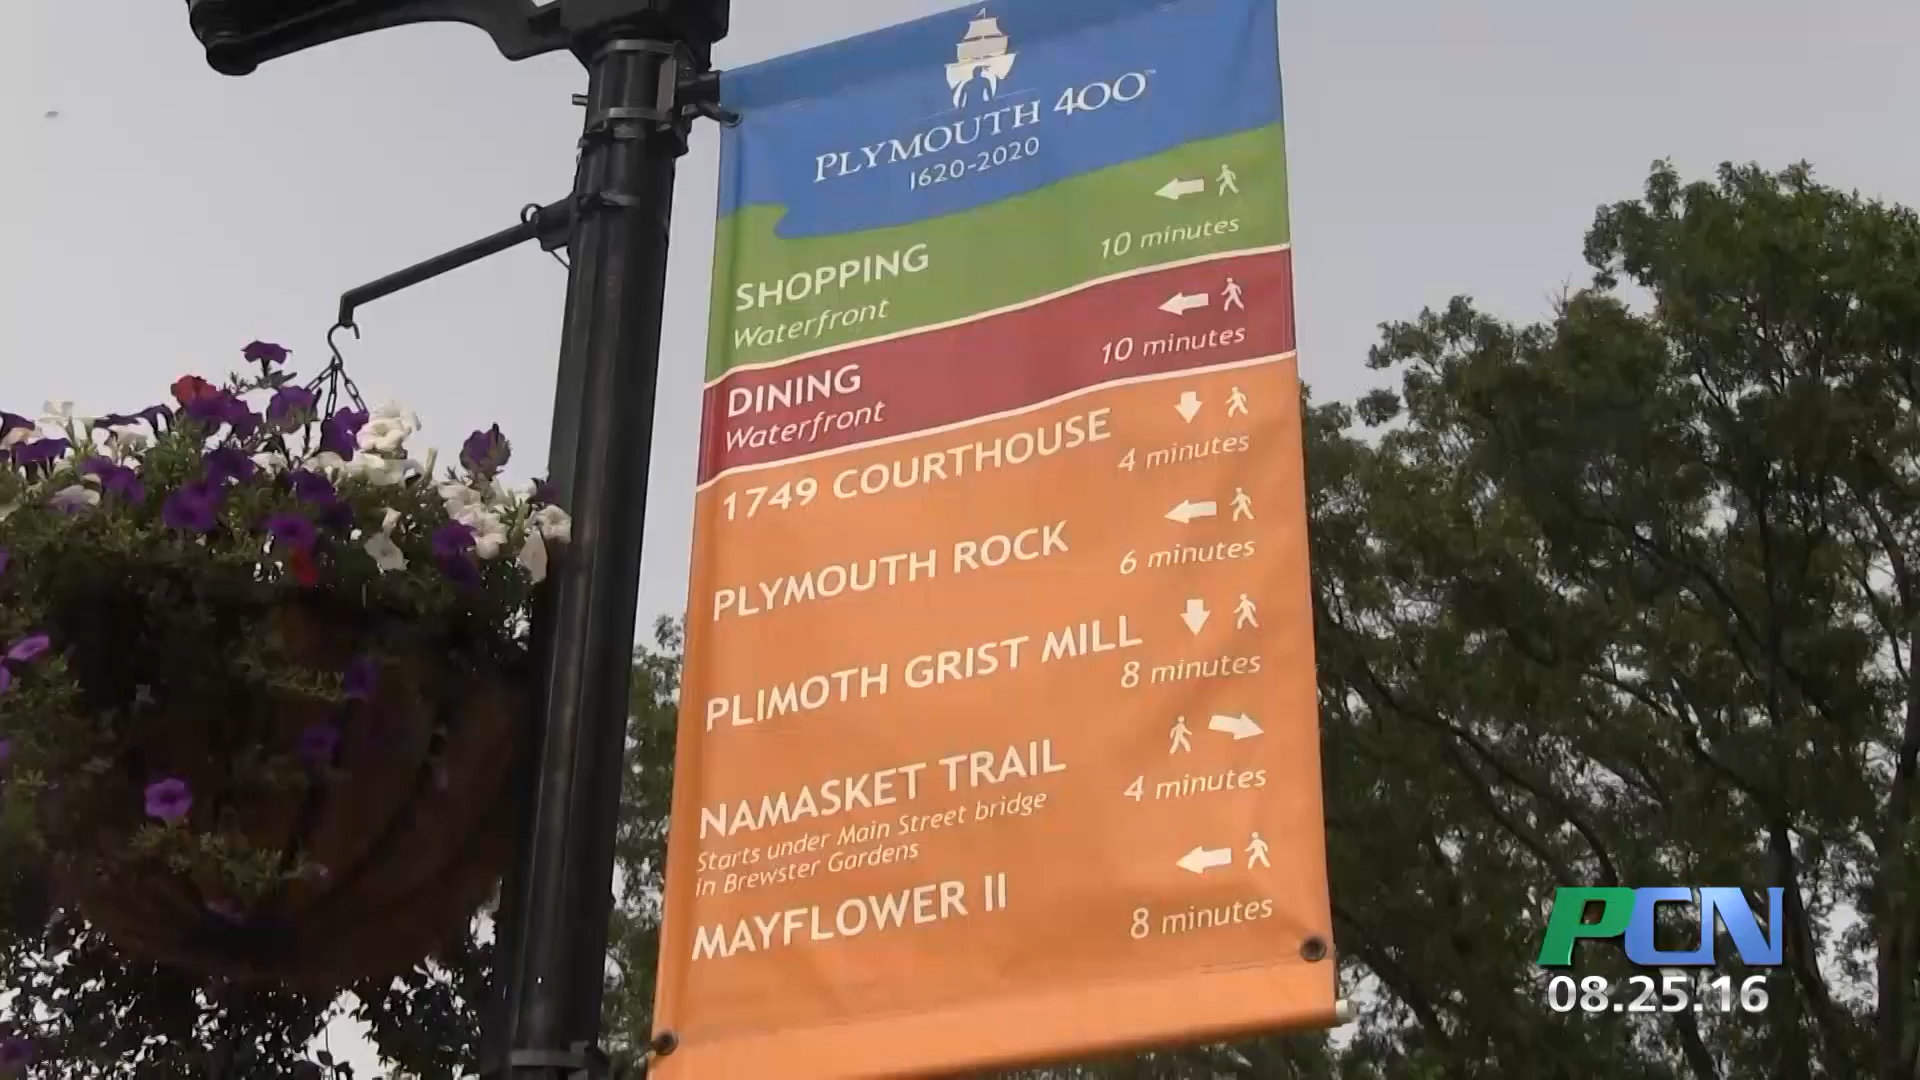 PLYMOUTH 400™
1620-2020
SHOPPING
Waterfront
10 minutes
DINING
Waterfront
10 minutes
1749 COURTHOUSE
4 minutes
PLYMOUTH ROCK
6 minutes
PLIMOTH GRIST MILL
8 minutes
NAMASKET TRAIL
Starts under Main Street bridge
in Brewster Gardens
4 minutes
MAYFLOWER II
8 minutes
PCN
08.25.16